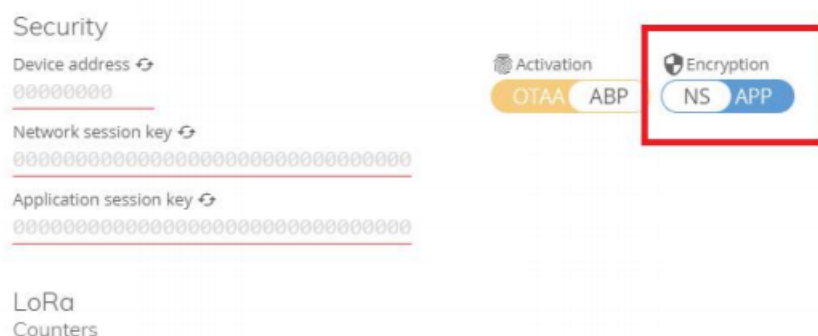 Security
Device address
00000000
Activation
OTAA ABP
Encryption
NS APP
Network session key
00000000000000000000000000000000
Application session key
00000000000000000000000000000000
LoRa
Counters